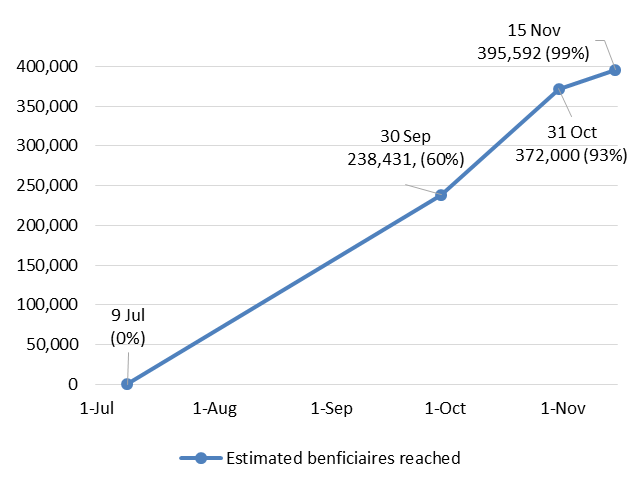 15 Nov
395,592 (99%)
400,000
350,000
300,000
250,000
200,000
150,000
100,000
50,000
0
30 Sep
238,431, (60%)
31 Oct
372,000 (93%)
9 Jul
(0%)
1-Jul
1-Aug
1-Sep
1-Oct
1-Nov
Estimated benficiaires reached